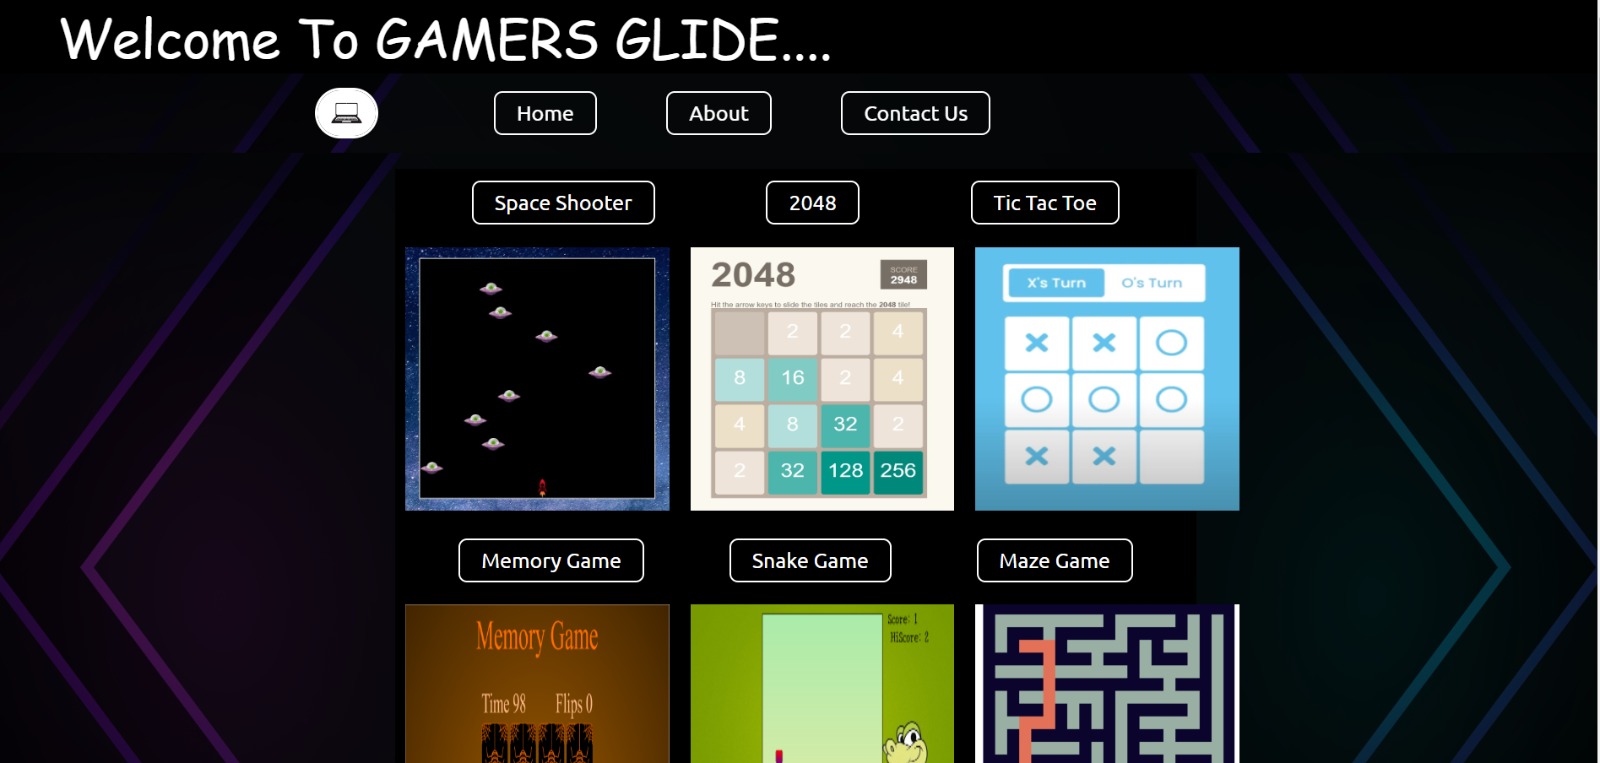 Welcome To GAMERS GLIDE....
Home About Contact Us
Space Shooter 2048 Tic Tac Toe
2048
SCORE
2948
Hit the arrow keys to slide the tiles and reach the 2048 tile!
2 2 4
8 16 2 4
4 8 32 2
2 32 128 256
X's Turn O's Turn
X X O
O O O
X X
Memory Game Snake Game Maze Game
Memory Game
Time 98 Flips 0
Score: 1
HiScore: 2